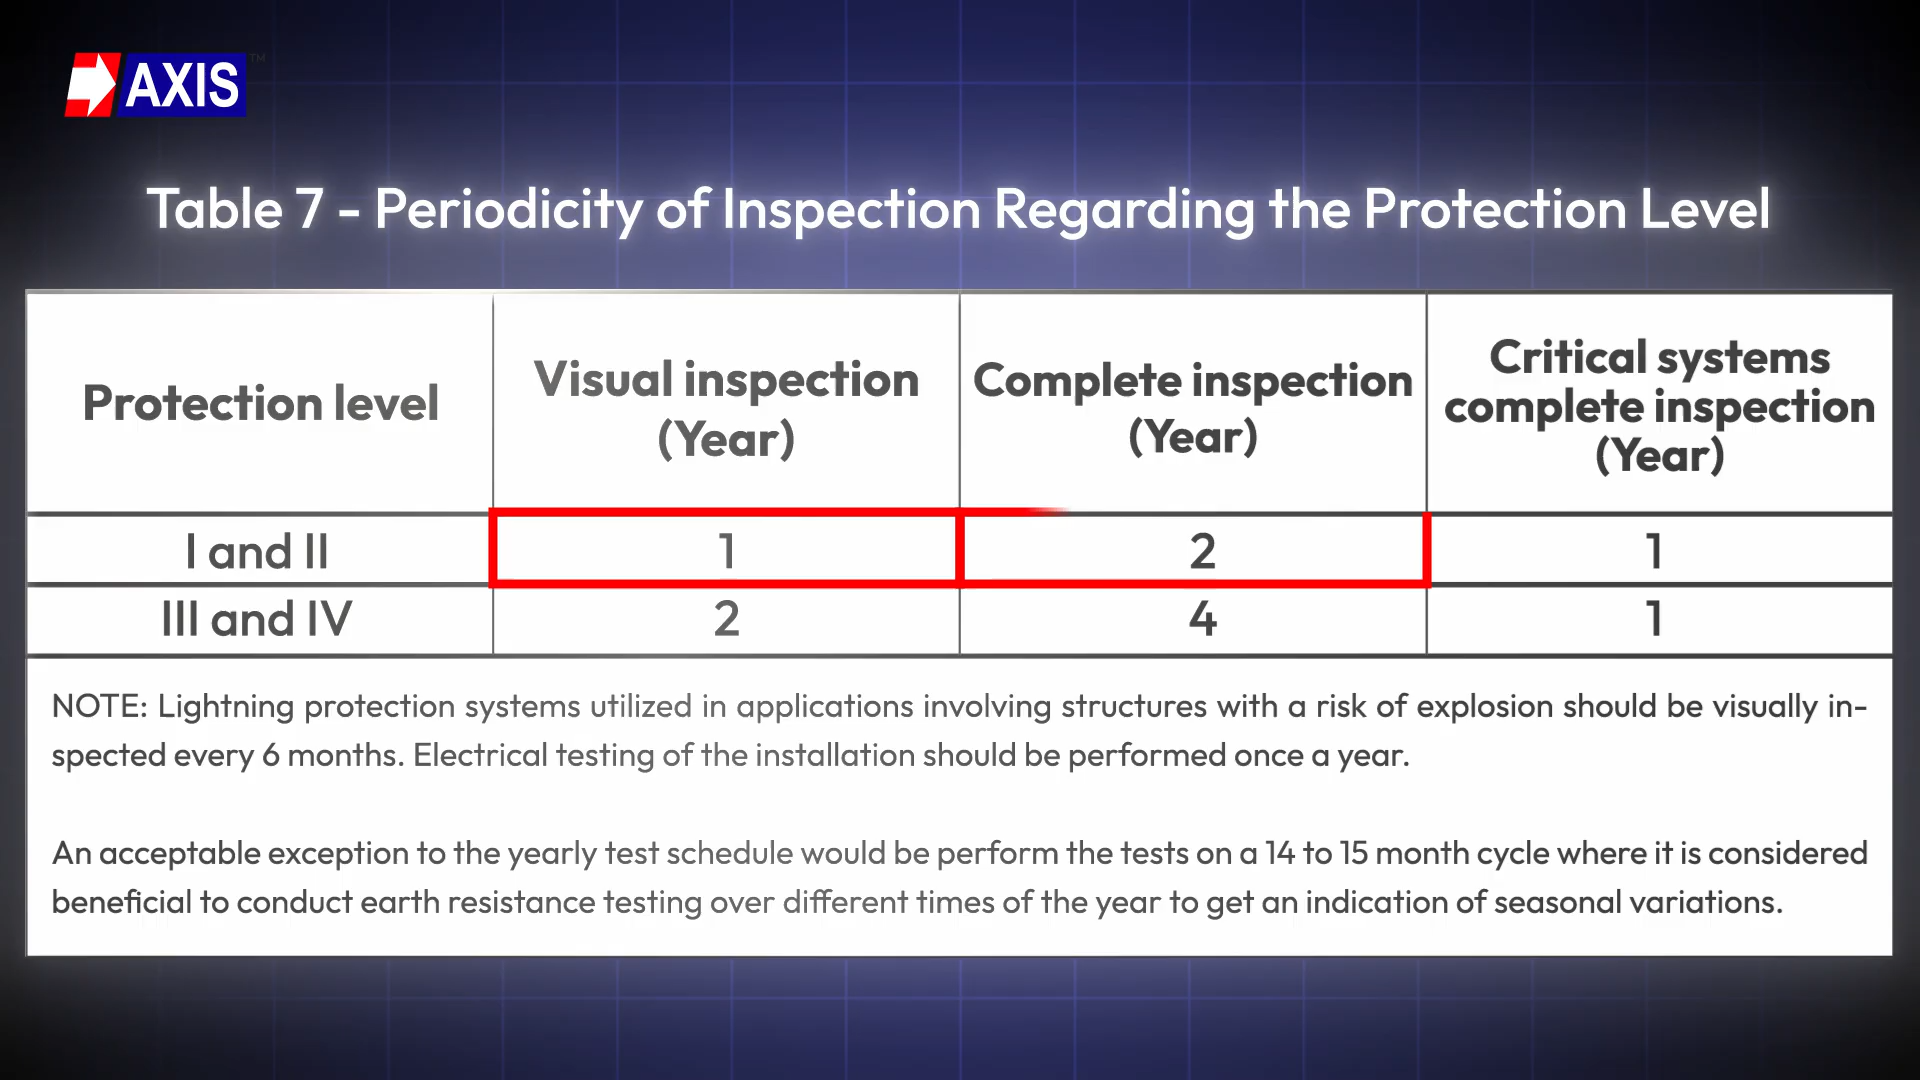 AXIS™
Table 7 - Periodicity of Inspection Regarding the Protection Level
Protection level
Visual inspection
(Year)
Complete inspection
(Year)
Critical systems
complete inspection
(Year)
I and II 1 2 1
III and IV 2 4 1
NOTE: Lightning protection systems utilized in applications involving structures with a risk of explosion should be visually in-
spected every 6 months. Electrical testing of the installation should be performed once a year.
An acceptable exception to the yearly test schedule would be perform the tests on a 14 to 15 month cycle where it is considered
beneficial to conduct earth resistance testing over different times of the year to get an indication of seasonal variations.